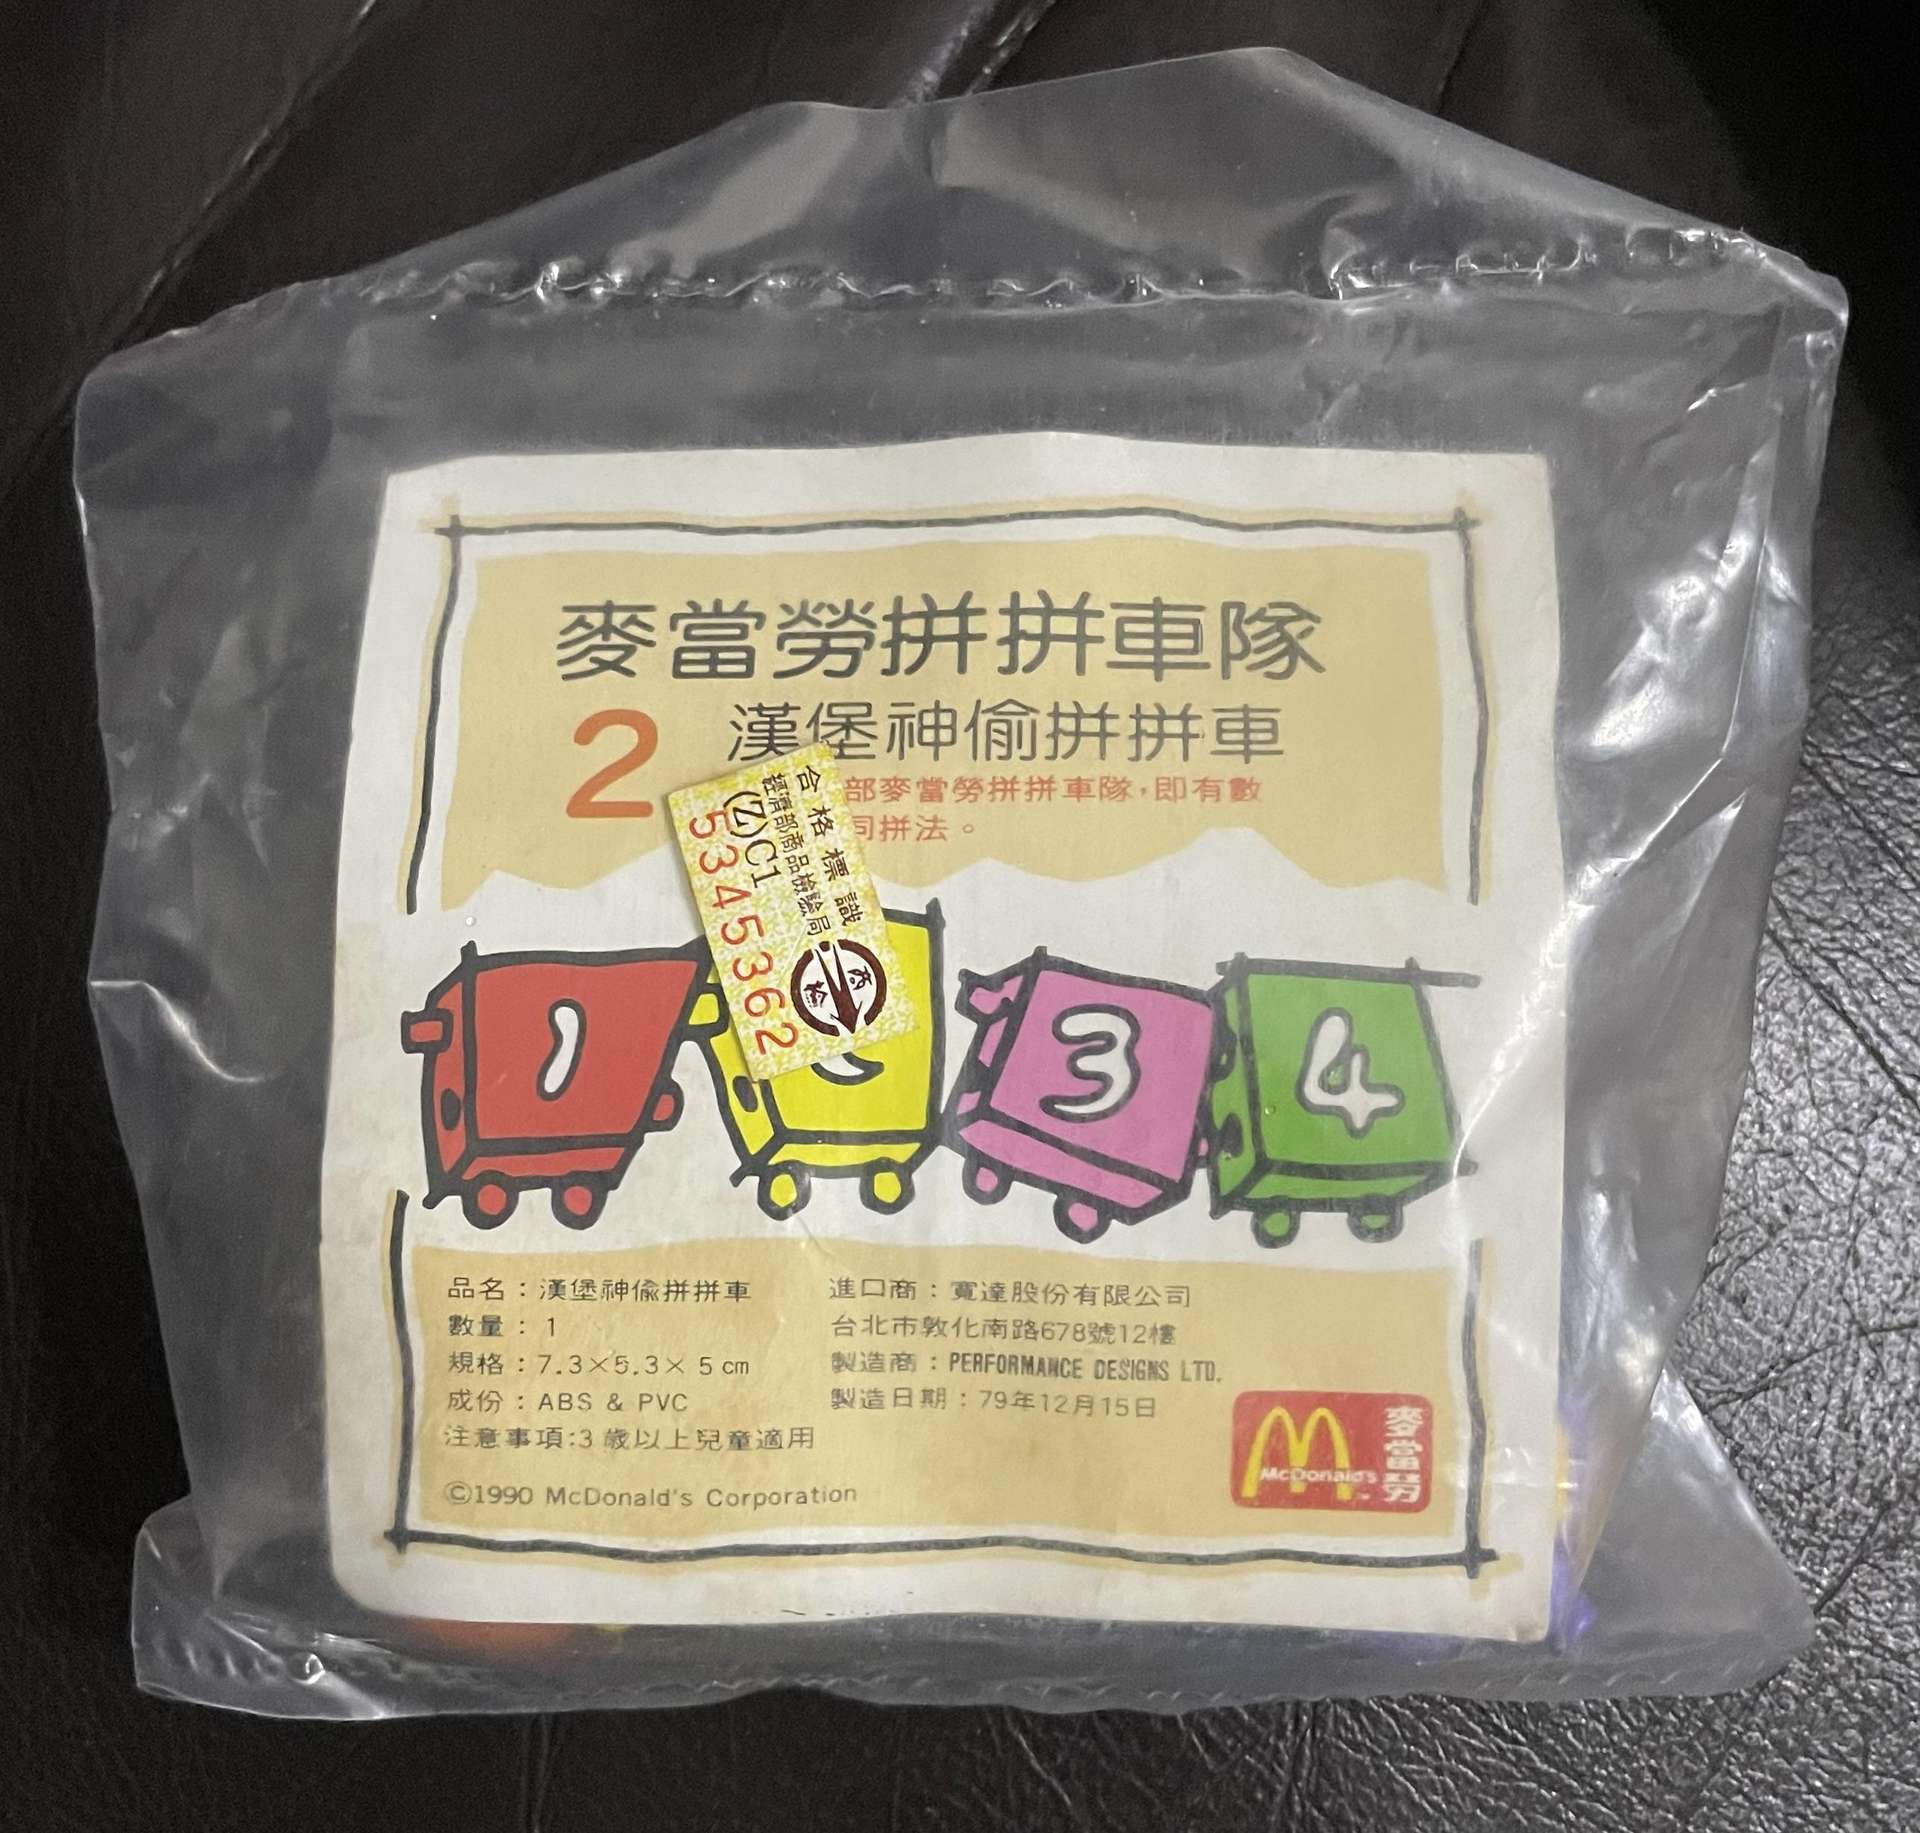 麥當勞拼拼車隊
2 漢堡神偷拼拼車
部麥當勞拼拼車隊，即有數
同拼法。
合格標識
經濟部商品檢驗局
(Z)C1
5345362
商檢
1
3
4
品名：漢堡神偷拼拼車
數量：1
規格：7.3×5.3×5㎝
成份：ABS & PVC
注意事項:3歲以上兒童適用
©1990 McDonald's Corporation
進口商：寬達股份有限公司
台北市敦化南路678號12樓
製造商：PERFORMANCE DESIGNS LTD.
製造日期：79年12月15日
McDonald's
麥當勞